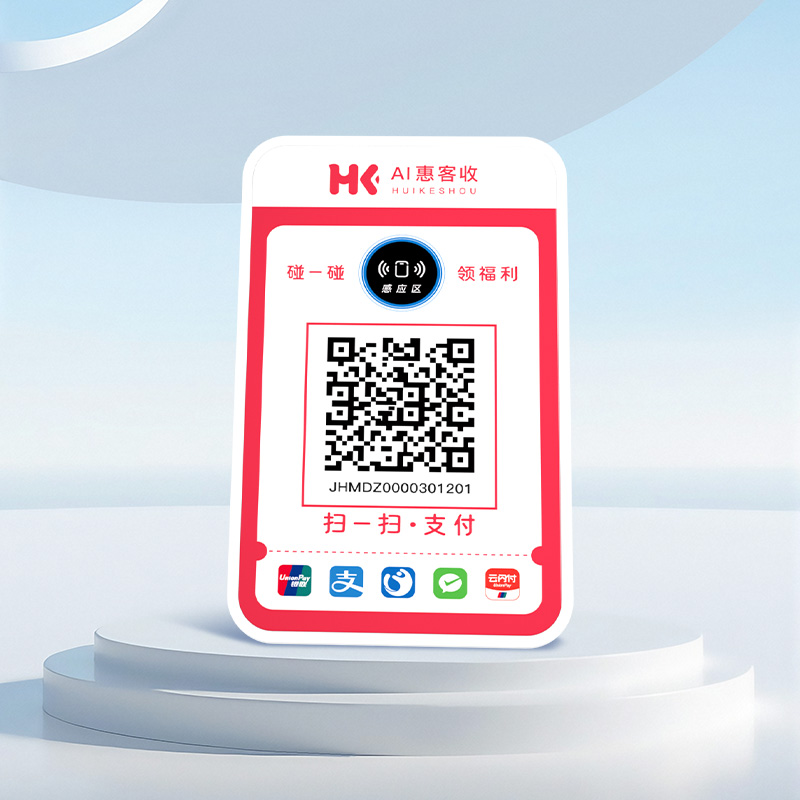 HK AI惠客收
HUIKESHOU
碰一碰 领福利
感应区
JHMDZ0000301201
扫一扫·支付
UnionPay 云闪付
银联 UnionPay